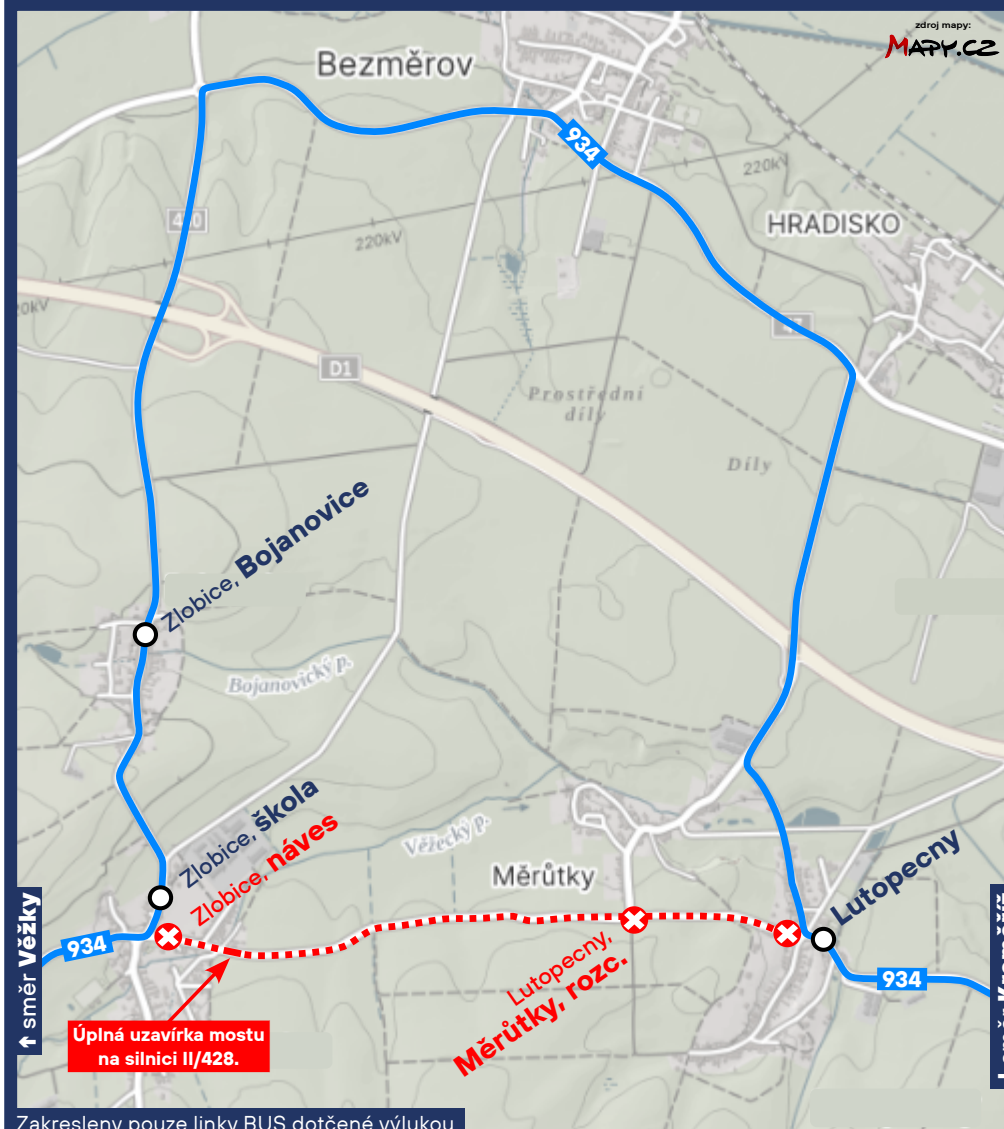 zdroj mapy:
MAPY.CZ
Bezměrov
934
220kV
HRADISKO
220kV
D1
Prostřední
díly
Díly
Zlobice, Bojanovice
Bojanovický p.
Zlobice, škola
Zlobice, náves
Věžecký p.
Měrůtky
Lutopecny
934
Lutopecny,
Měrůtky, rozc.
934
↑ směr Věžky
Úplná uzavírka mostu
na silnici II/428.
Zakresleny pouze linky BUS dotčené výlukou